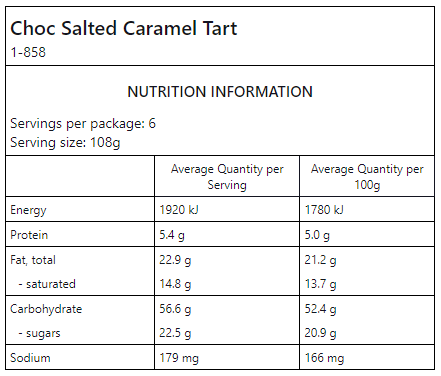 Choc Salted Caramel Tart
1-858
NUTRITION INFORMATION
Servings per package: 6
Serving size: 108g
Average Quantity per Serving Average Quantity per 100g
Energy 1920 kJ 1780 kJ
Protein 5.4 g 5.0 g
Fat, total 22.9 g 21.2 g
- saturated 14.8 g 13.7 g
Carbohydrate 56.6 g 52.4 g
- sugars 22.5 g 20.9 g
Sodium 179 mg 166 mg